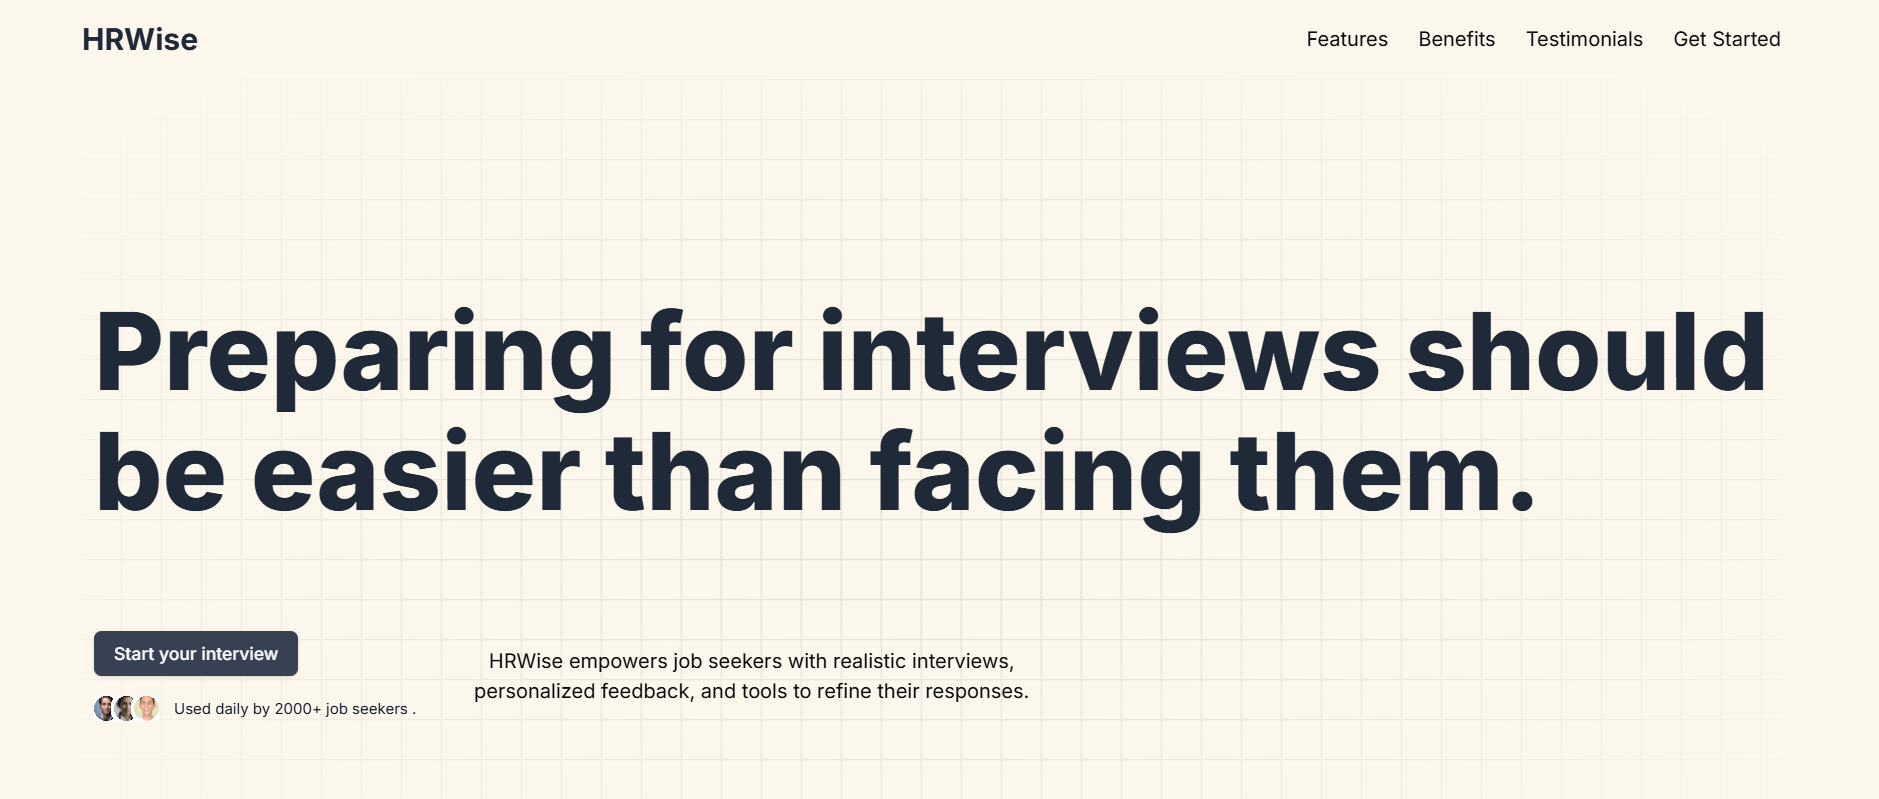 HRWise
Features
Benefits
Testimonials
Get Started
Preparing for interviews should
be easier than facing them.
Start your interview
Used daily by 2000+ job seekers .
HRWise empowers job seekers with realistic interviews,
personalized feedback, and tools to refine their responses.